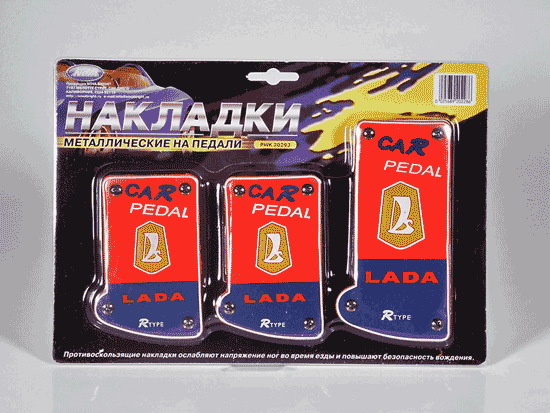 НАКЛАДКИ
МЕТАЛЛИЧЕСКИЕ НА ПЕДАЛИ
РНК 20293
CAR
PEDAL
LADA
R TYPE
CAR
PEDAL
LADA
R TYPE
CAR
PEDAL
LADA
R TYPE
Противоскользящие накладки ослабляют напряжение ног во время езды и повышают безопасность вождения.